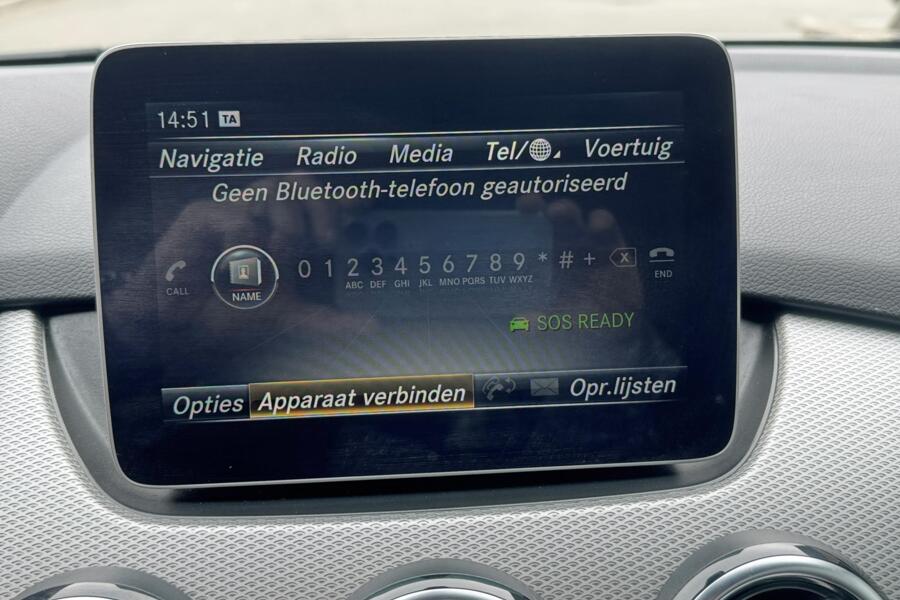 14:51 TA
Navigatie Radio Media Tel/ Voertuig
Geen Bluetooth-telefoon geautoriseerd
0 1 2 3 4 5 6 7 8 9 * # + X
ABC DEF GHI JKL MNO PQRS TUV WXYZ
CALL NAME END
SOS READY
Opties Apparaat verbinden Opr.lijsten